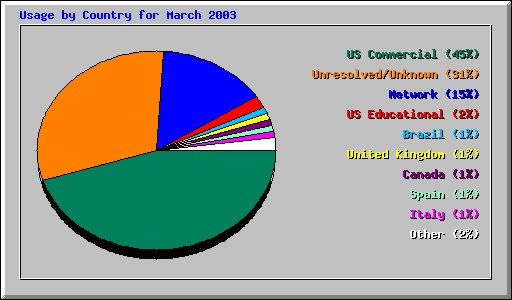 Usage by Country for March 2003
US Commercial (45%)
Unresolved/Unknown (31%)
Network (15%)
US Educational (2%)
Brazil (1%)
United Kingdom (1%)
Canada (1%)
Spain (1%)
Italy (1%)
Other (2%)